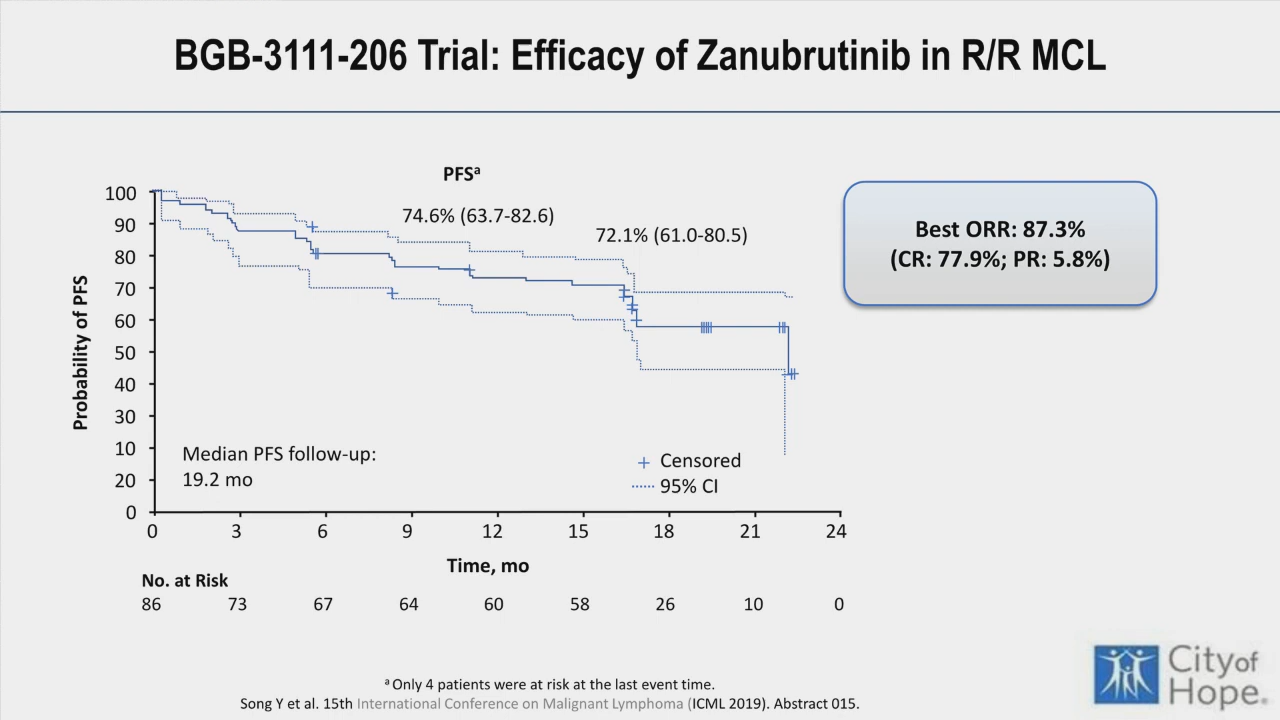 BGB-3111-206 Trial: Efficacy of Zanubrutinib in R/R MCL
PFSa
74.6% (63.7-82.6)
72.1% (61.0-80.5)
Best ORR: 87.3%
(CR: 77.9%; PR: 5.8%)
Probability of PFS
100
90
80
70
60
50
40
30
10
20
0
Median PFS follow-up:
19.2 mo
Censored
95% CI
0 3 6 9 12 15 18 21 24
Time, mo
No. at Risk
86 73 67 64 60 58 26 10 0
a Only 4 patients were at risk at the last event time.
Song Y et al. 15th International Conference on Malignant Lymphoma (ICML 2019). Abstract 015.
City of
Hope®